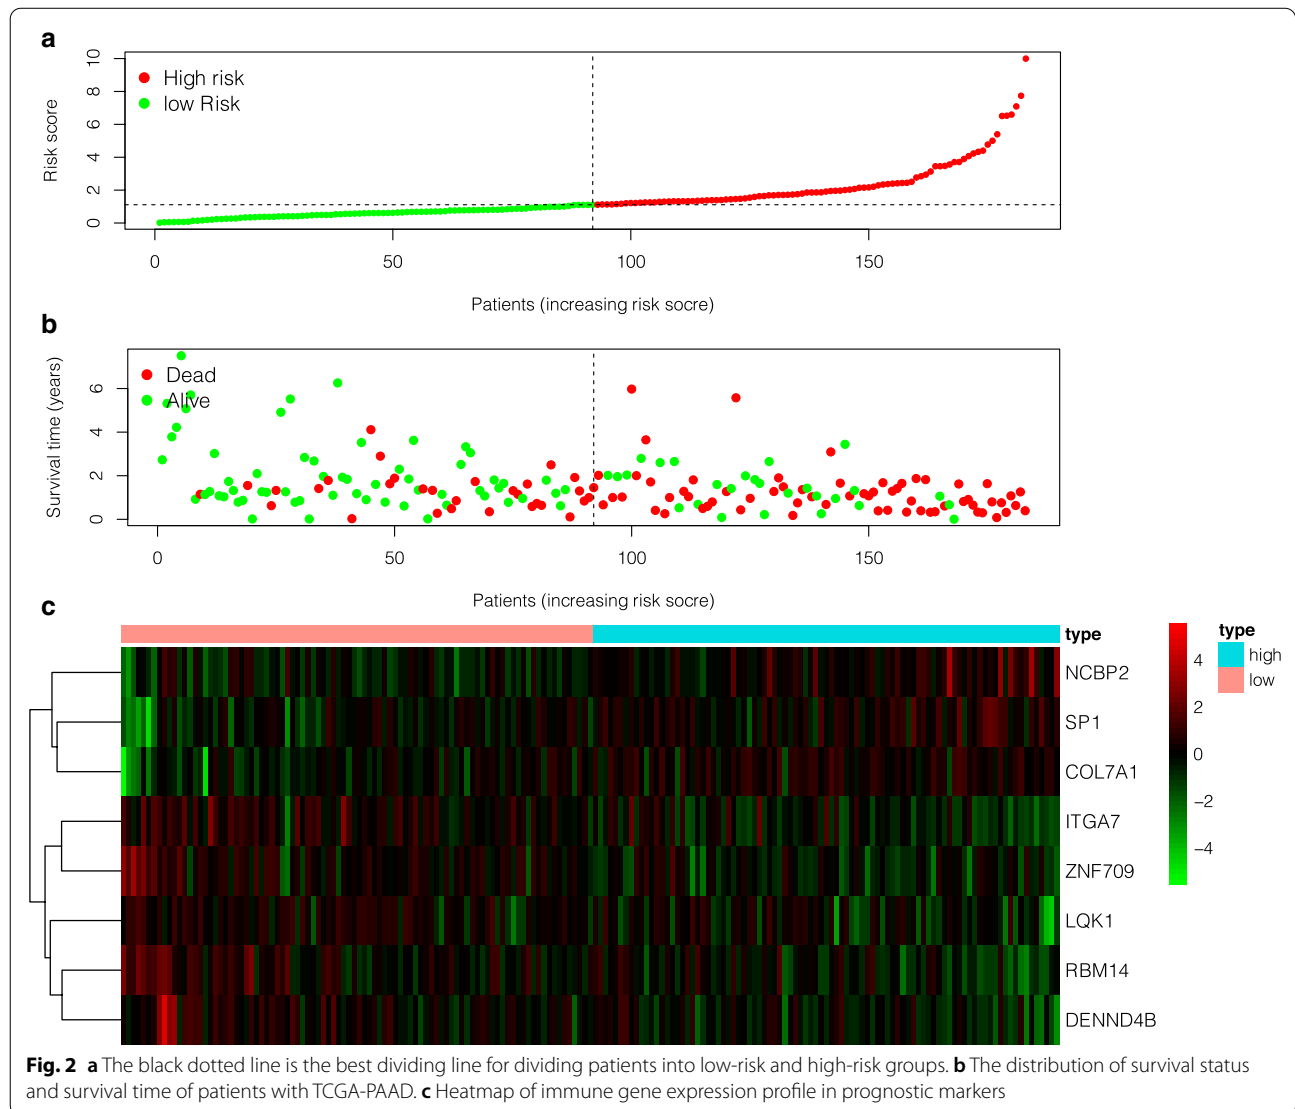 a
High risk
low Risk
Risk score
0 2 4 6 8 10
0 50 100 150
Patients (increasing risk socre)
b
Dead
Alive
Survival time (years)
0 2 4 6
0 50 100 150
Patients (increasing risk socre)
c
type
NCBP2
SP1
COL7A1
ITGA7
ZNF709
LQK1
RBM14
DENND4B
4
2
0
−2
−4
type
high
low
Fig. 2 a The black dotted line is the best dividing line for dividing patients into low-risk and high-risk groups. b The distribution of survival status
and survival time of patients with TCGA-PAAD. c Heatmap of immune gene expression profile in prognostic markers